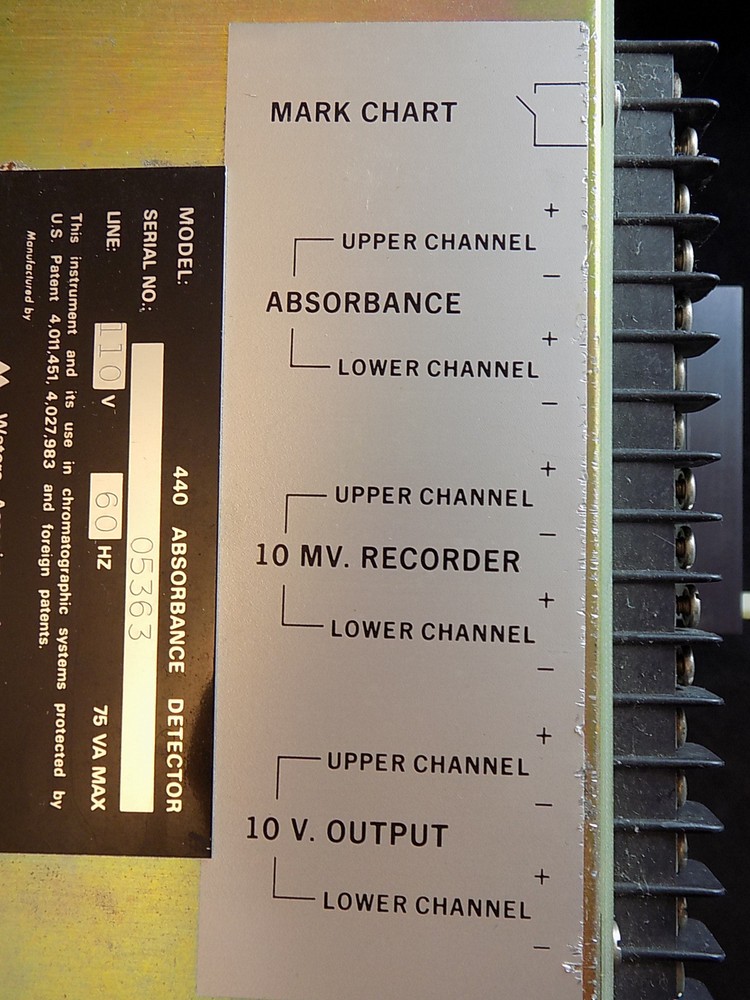 MARK CHART
+
UPPER CHANNEL
−
ABSORBANCE
+
LOWER CHANNEL
−
+
UPPER CHANNEL
−
10 MV. RECORDER
+
LOWER CHANNEL
−
+
UPPER CHANNEL
−
10 V. OUTPUT
+
LOWER CHANNEL
−
MODEL: 440 ABSORBANCE DETECTOR
SERIAL NO.: 05363
LINE: 110 V 60 HZ 75 VA MAX
This instrument and its use in chromatographic systems protected by
U.S. Patent 4,011,451, 4,027,983 and foreign patents.
Manufactured by
Waters